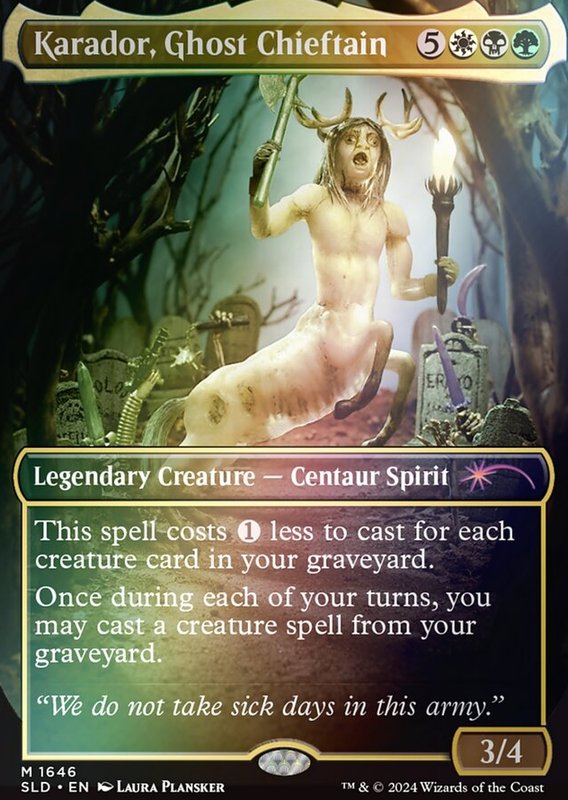 Karador, Ghost Chieftain 5
Legendary Creature — Centaur Spirit
This spell costs 1 less to cast for each
creature card in your graveyard.
Once during each of your turns, you
may cast a creature spell from your
graveyard.
“We do not take sick days in this army.”
3/4
M 1646
SLD • EN Laura Plansker
™ & © 2024 Wizards of the Coast